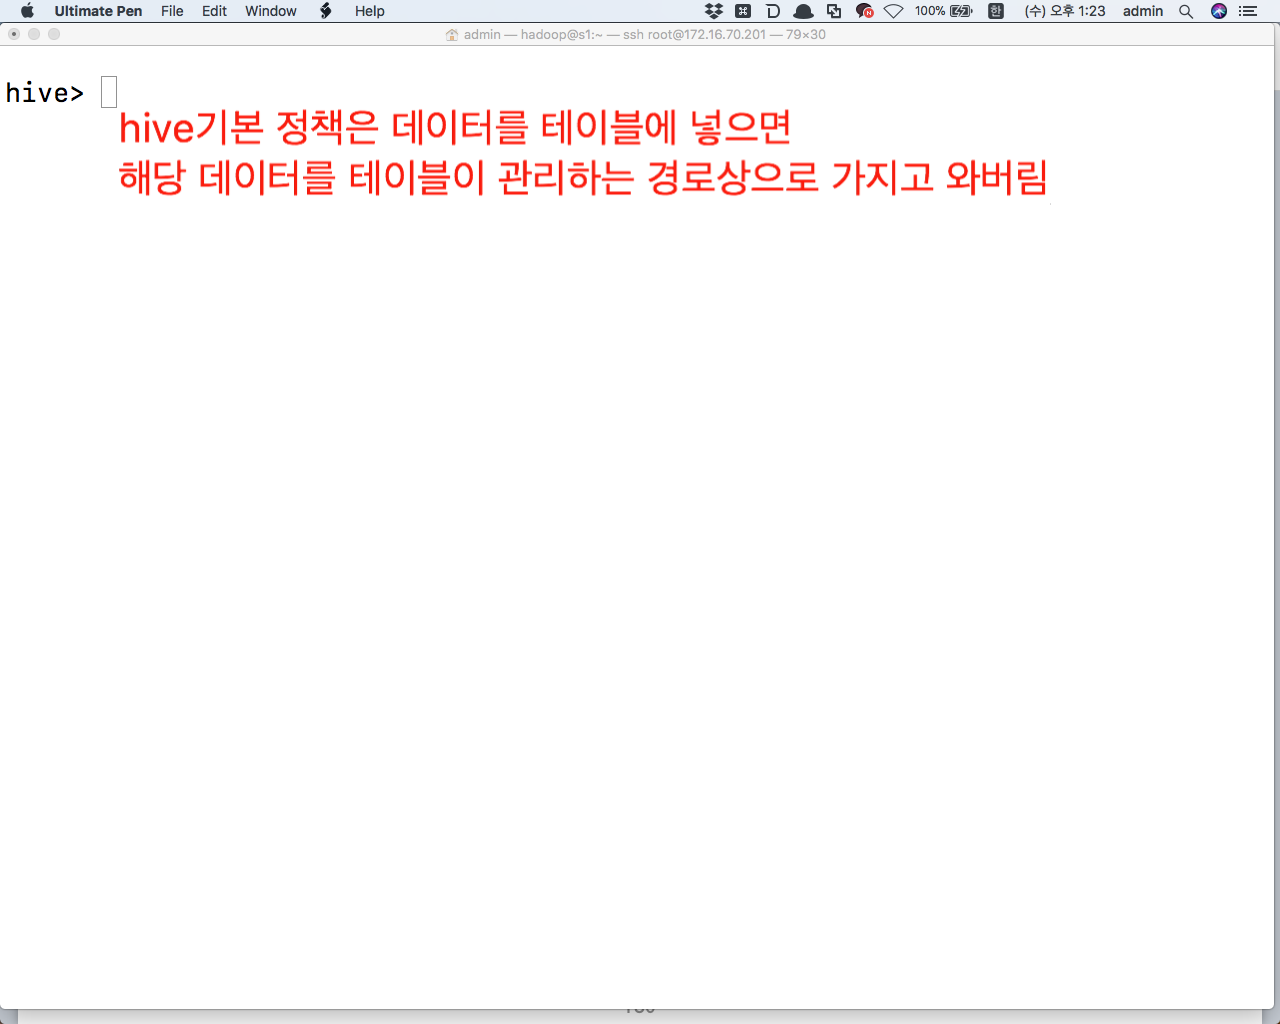 Ultimate Pen File Edit Window Help 100% 한 (수) 오후 1:23 admin
admin — hadoop@s1:~ — ssh root@172.16.70.201 — 79×30
hive>
hive기본 정책은 데이터를 테이블에 넣으면
해당 데이터를 테이블이 관리하는 경로상으로 가지고 와버림